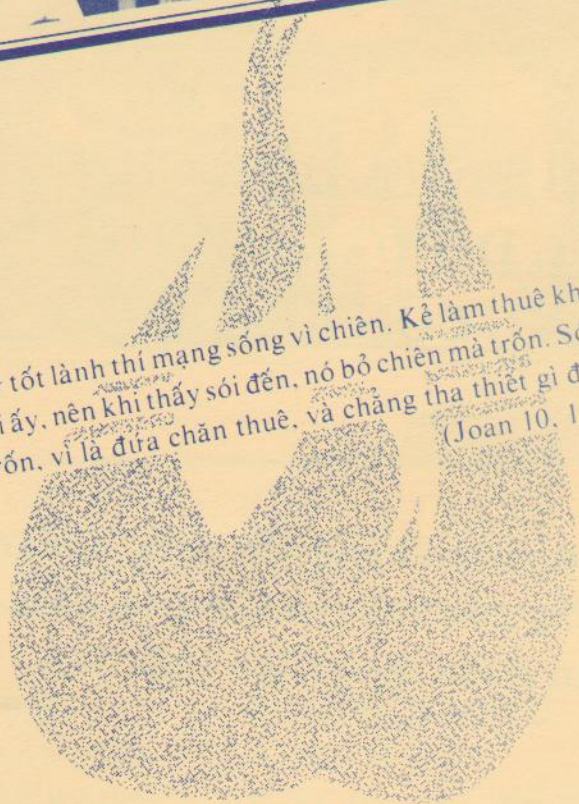 tốt lành thí mạng sống vì chiên. Kẻ làm thuê kh
ấy, nên khi thấy sói đến, nó bỏ chiên mà trốn. Só
vì là đứa chăn thuê, và chẳng tha thiết gì đ
(Joan 10, 1